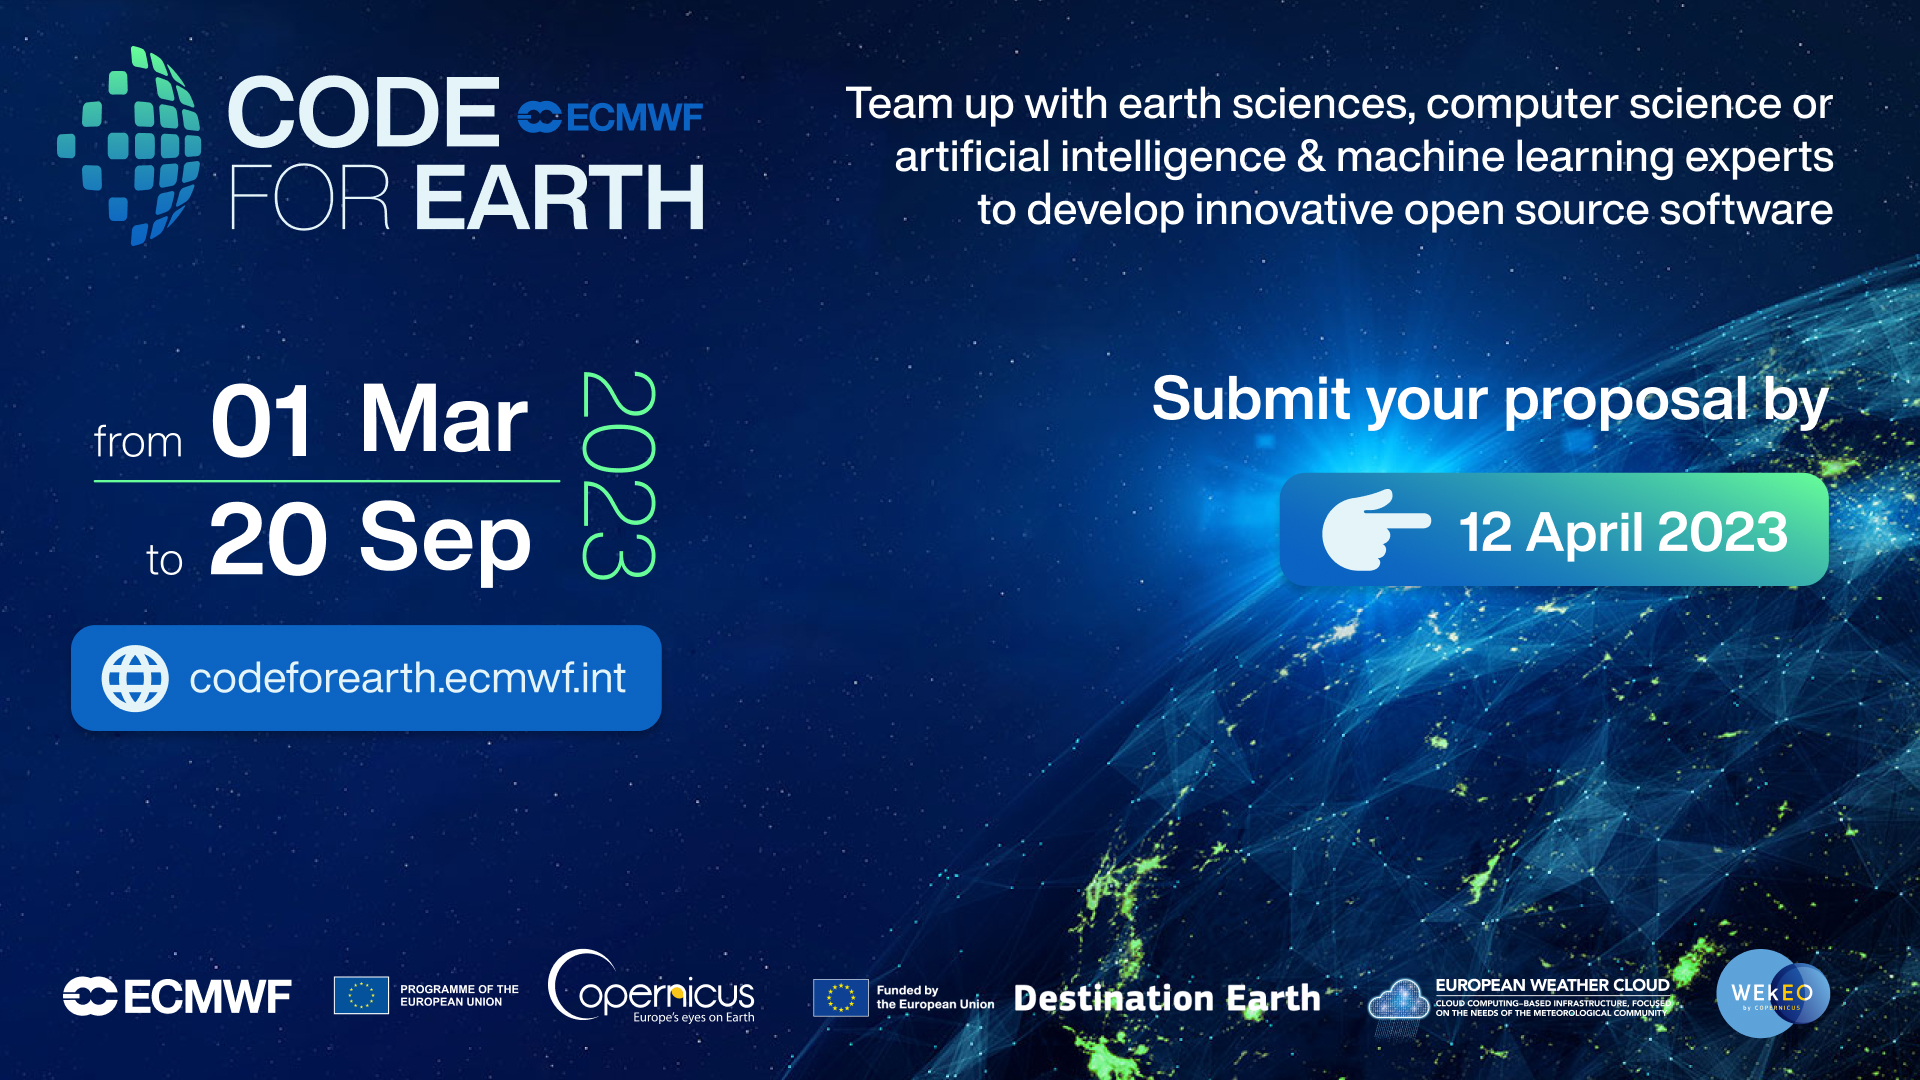 CODE ECMWF
FOR EARTH
Team up with earth sciences, computer science or
artificial intelligence & machine learning experts
to develop innovative open source software
from 01 Mar
to 20 Sep
2023
codeforearth.ecmwf.int
Submit your proposal by
12 April 2023
ECMWF
PROGRAMME OF THE
EUROPEAN UNION
Copernicus
Europe's eyes on Earth
Funded by
the European Union
Destination Earth
EUROPEAN WEATHER CLOUD
CLOUD COMPUTING-BASED INFRASTRUCTURE, FOCUSED
ON THE NEEDS OF THE METEOROLOGICAL COMMUNITY
WEkEO
by COPERNICUS